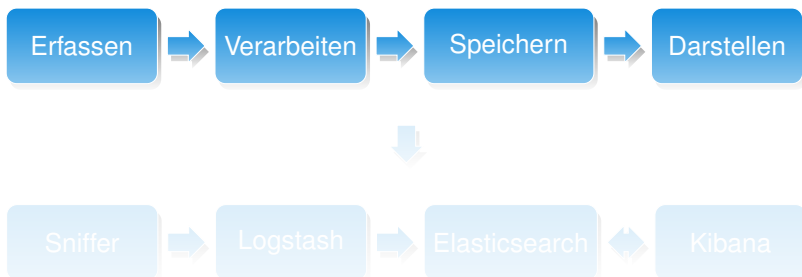 Erfassen Verarbeiten Speichern Darstellen
Sniffer Logstash Elasticsearch Kibana